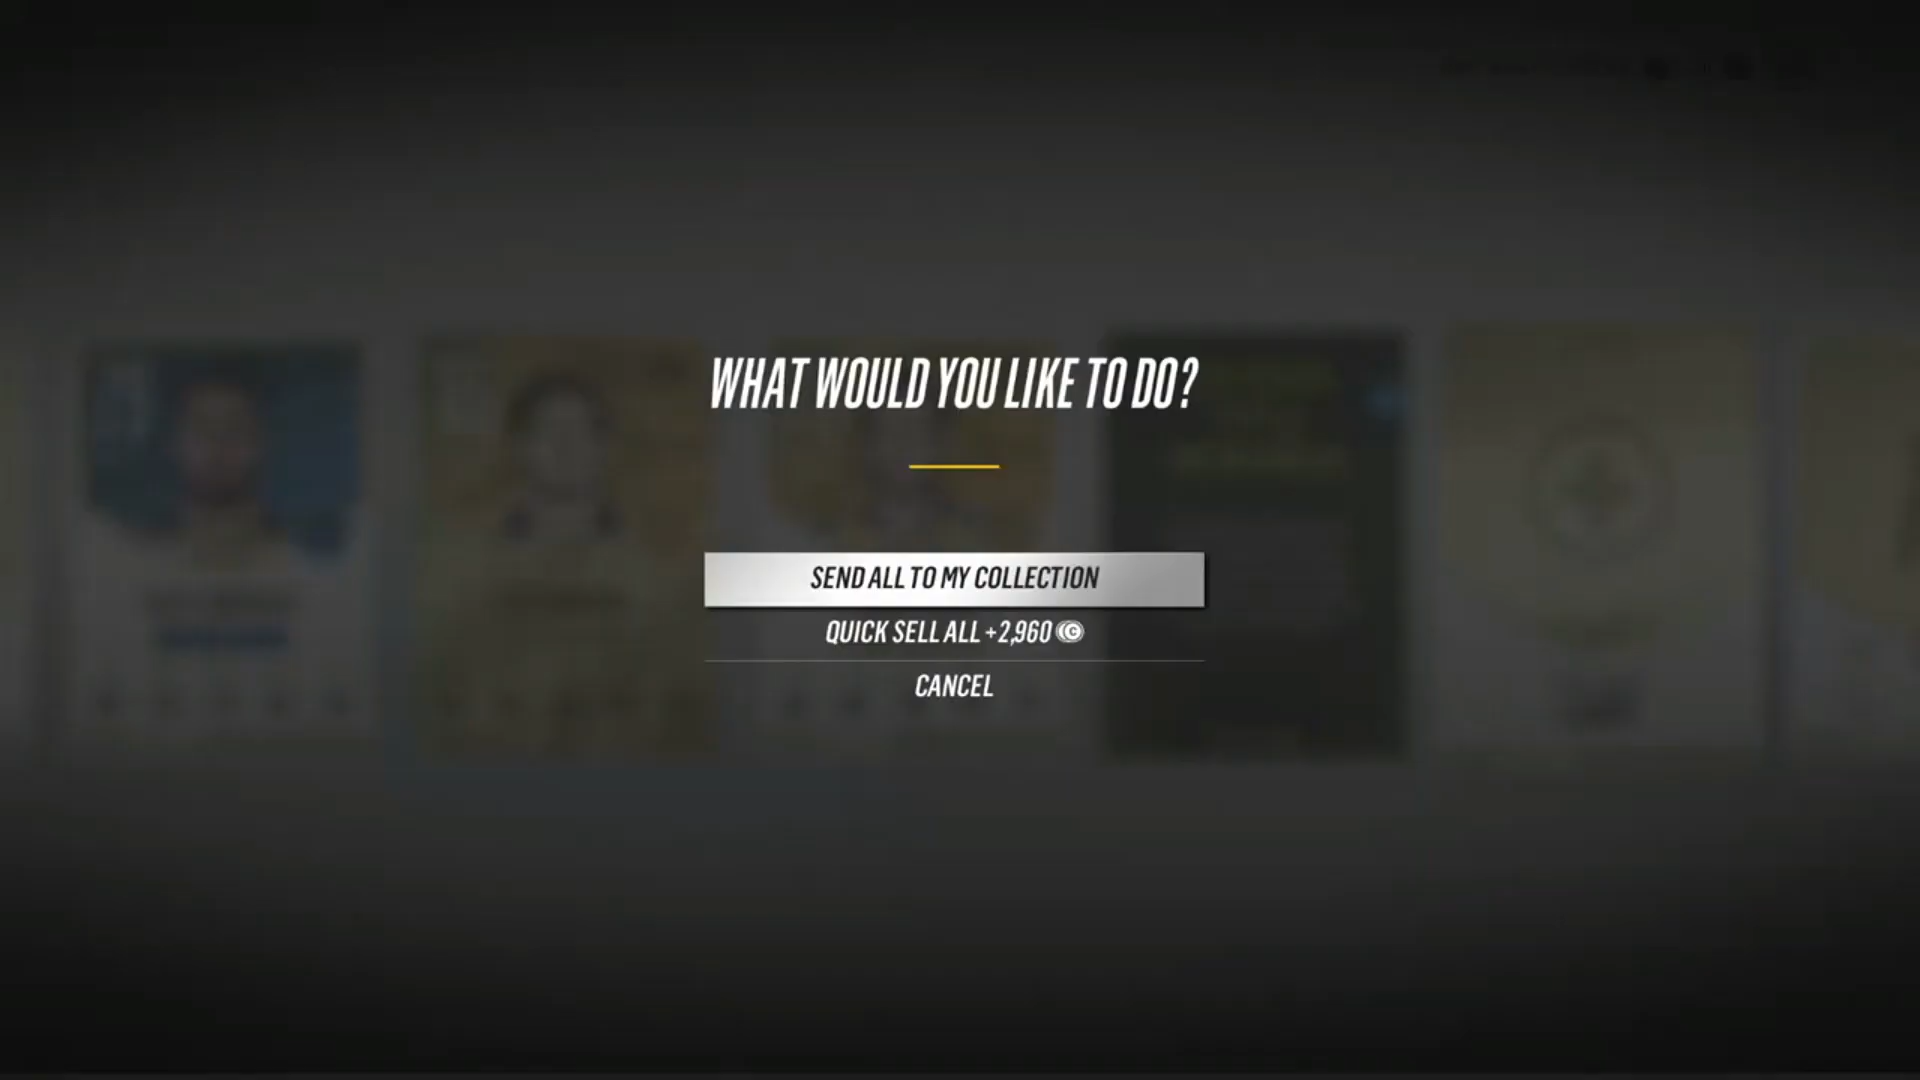 WHAT WOULD YOU LIKE TO DO?
SEND ALL TO MY COLLECTION
QUICK SELL ALL +2,960
CANCEL